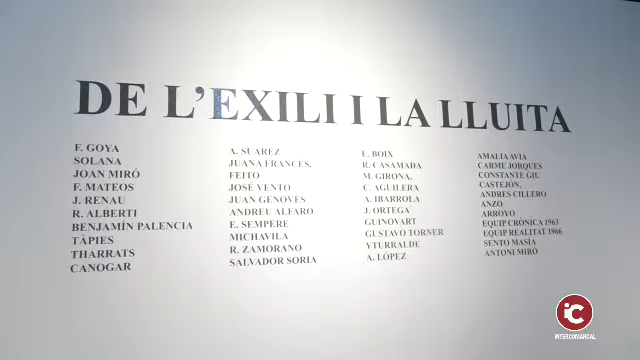 DE L'EXILI I LA LLUITA
F. GOYA
SOLANA
JOAN MIRÓ
F. MATEOS
J. RENAU
R. ALBERTI
BENJAMÍN PALENCIA
TÀPIES
THARRATS
CANOGAR
A. SUAREZ
JUANA FRANCES,
FEITO
JOSÉ VENTO
JUAN GENOVES
ANDREU ALFARO
E. SEMPERE
MICHAVILA
R. ZAMORANO
SALVADOR SORIA
E. BOIX
R. CASAMADA
M. GIRONA,
C. AGUILERA
A. IBARROLA
J. ORTEGA
GUINOVART
GUSTAVO TORNER
YTURRALDE
A. LÓPEZ
AMALIA AVIA
CARME JORQUES
CONSTANTE GIL
CASTEJÓN,
ANDRES CILLERO
ANZO
ARROYO
EQUIP CRÒNICA 1963
EQUIP REALITAT 1966
SENTO MASIÀ
ANTONI MIRÓ
iC
INTERCOMARCAL